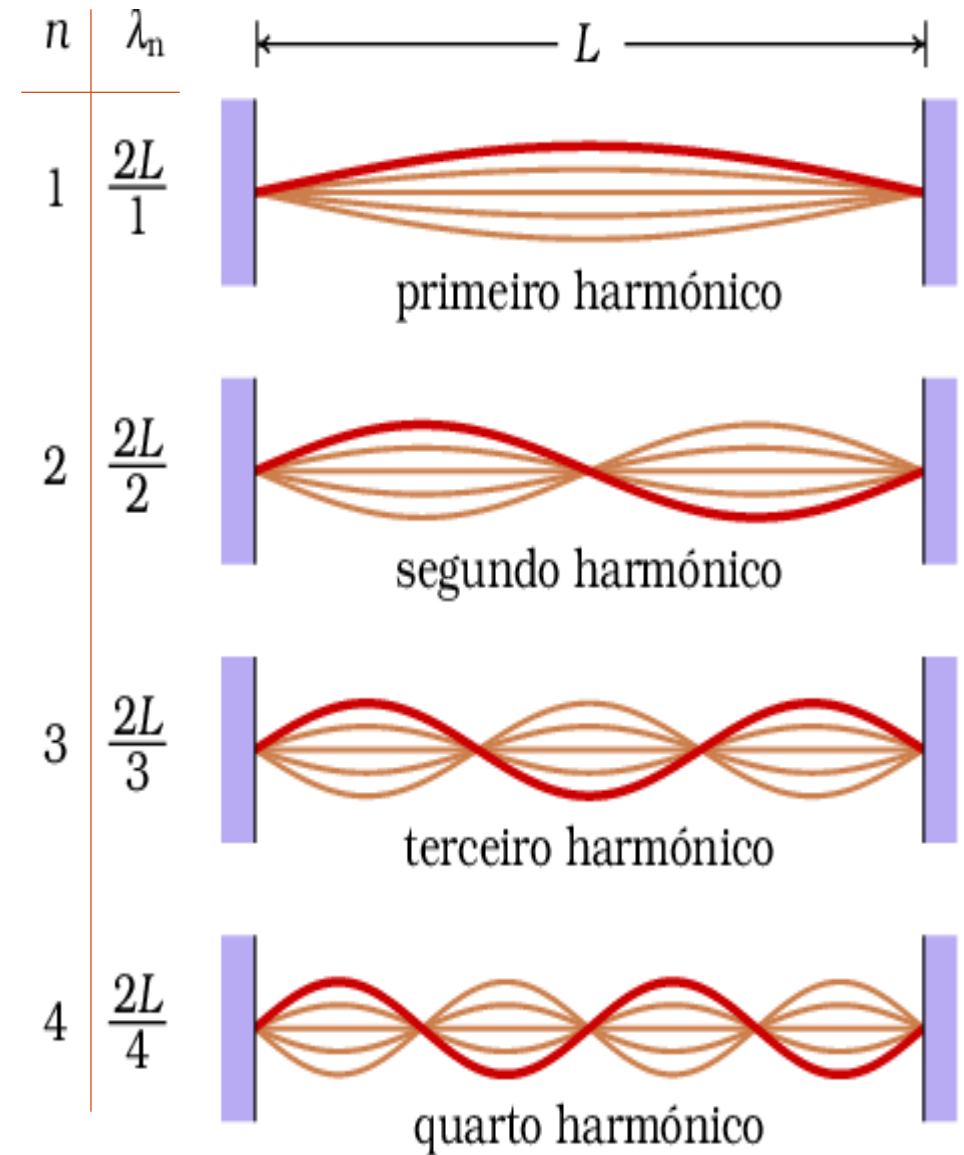 n λn L
1 2L/1
primeiro harmónico
2 2L/2
segundo harmónico
3 2L/3
terceiro harmónico
4 2L/4
quarto harmónico